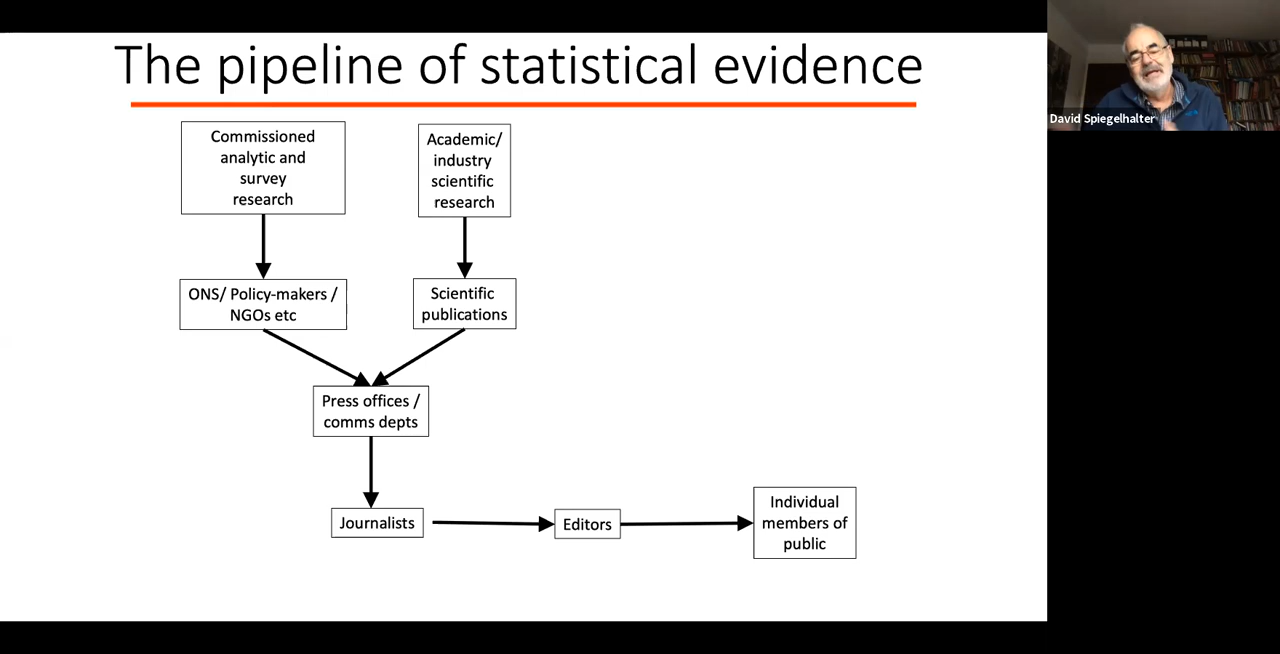 The pipeline of statistical evidence
David Spiegelhalter
Commissioned
analytic and
survey
research
Academic/
industry
scientific
research
ONS/ Policy-makers /
NGOs etc
Scientific
publications
Press offices /
comms depts
Journalists
Editors
Individual
members of
public